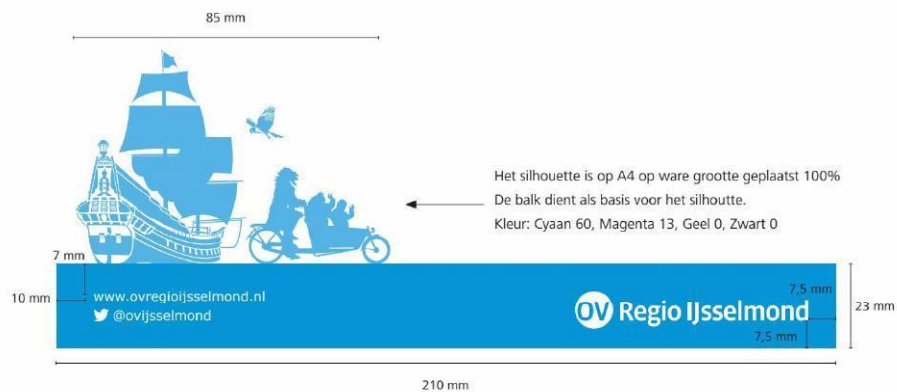 85 mm
Het silhouette is op A4 op ware grootte geplaatst 100%
De balk dient als basis voor het silhoutte.
Kleur: Cyaan 60, Magenta 13, Geel 0, Zwart 0
7 mm
10 mm
www.ovregioijsselmond.nl
@ovijsselmond
OV Regio IJsselmond
7,5 mm
7,5 mm
23 mm
210 mm